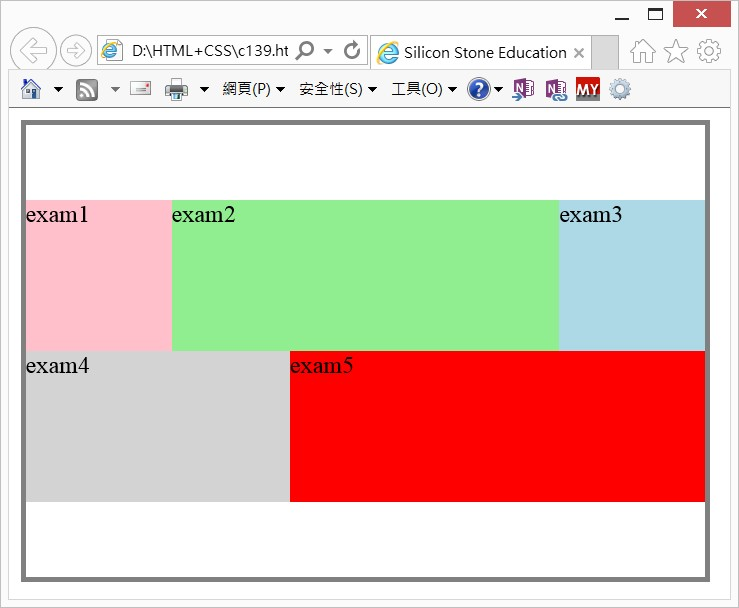 D:\HTML+CSS\c139.ht
Silicon Stone Education
網頁(P) 安全性(S) 工具(O) ? N N MY
exam1 exam2 exam3
exam4 exam5